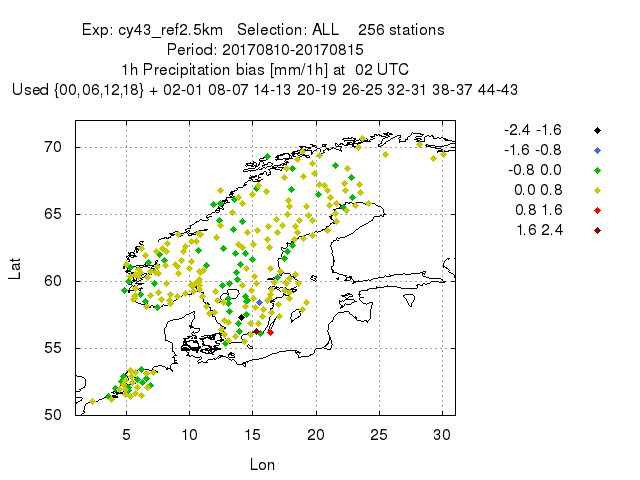 Exp: cy43_ref2.5km   Selection: ALL    256 stations
Period: 20170810-20170815
1h Precipitation bias [mm/1h] at  02 UTC
Used {00,06,12,18} + 02-01 08-07 14-13 20-19 26-25 32-31 38-37 44-43
-2.4 -1.6
-1.6 -0.8
-0.8 0.0
0.0 0.8
0.8 1.6
1.6 2.4
70
65
60
55
50
Lat
5 10 15 20 25 30
Lon